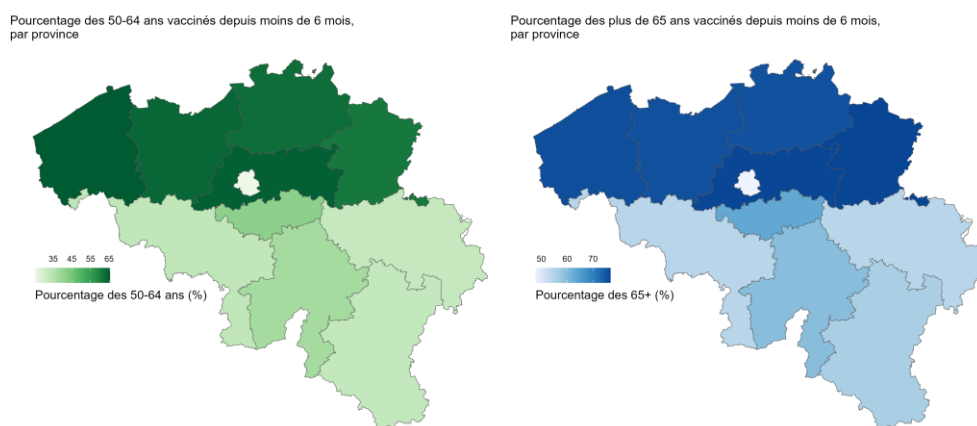 Pourcentage des 50-64 ans vaccinés depuis moins de 6 mois,
par province
35 45 55 65
Pourcentage des 50-64 ans (%)
Pourcentage des plus de 65 ans vaccinés depuis moins de 6 mois,
par province
50 60 70
Pourcentage des 65+ (%)